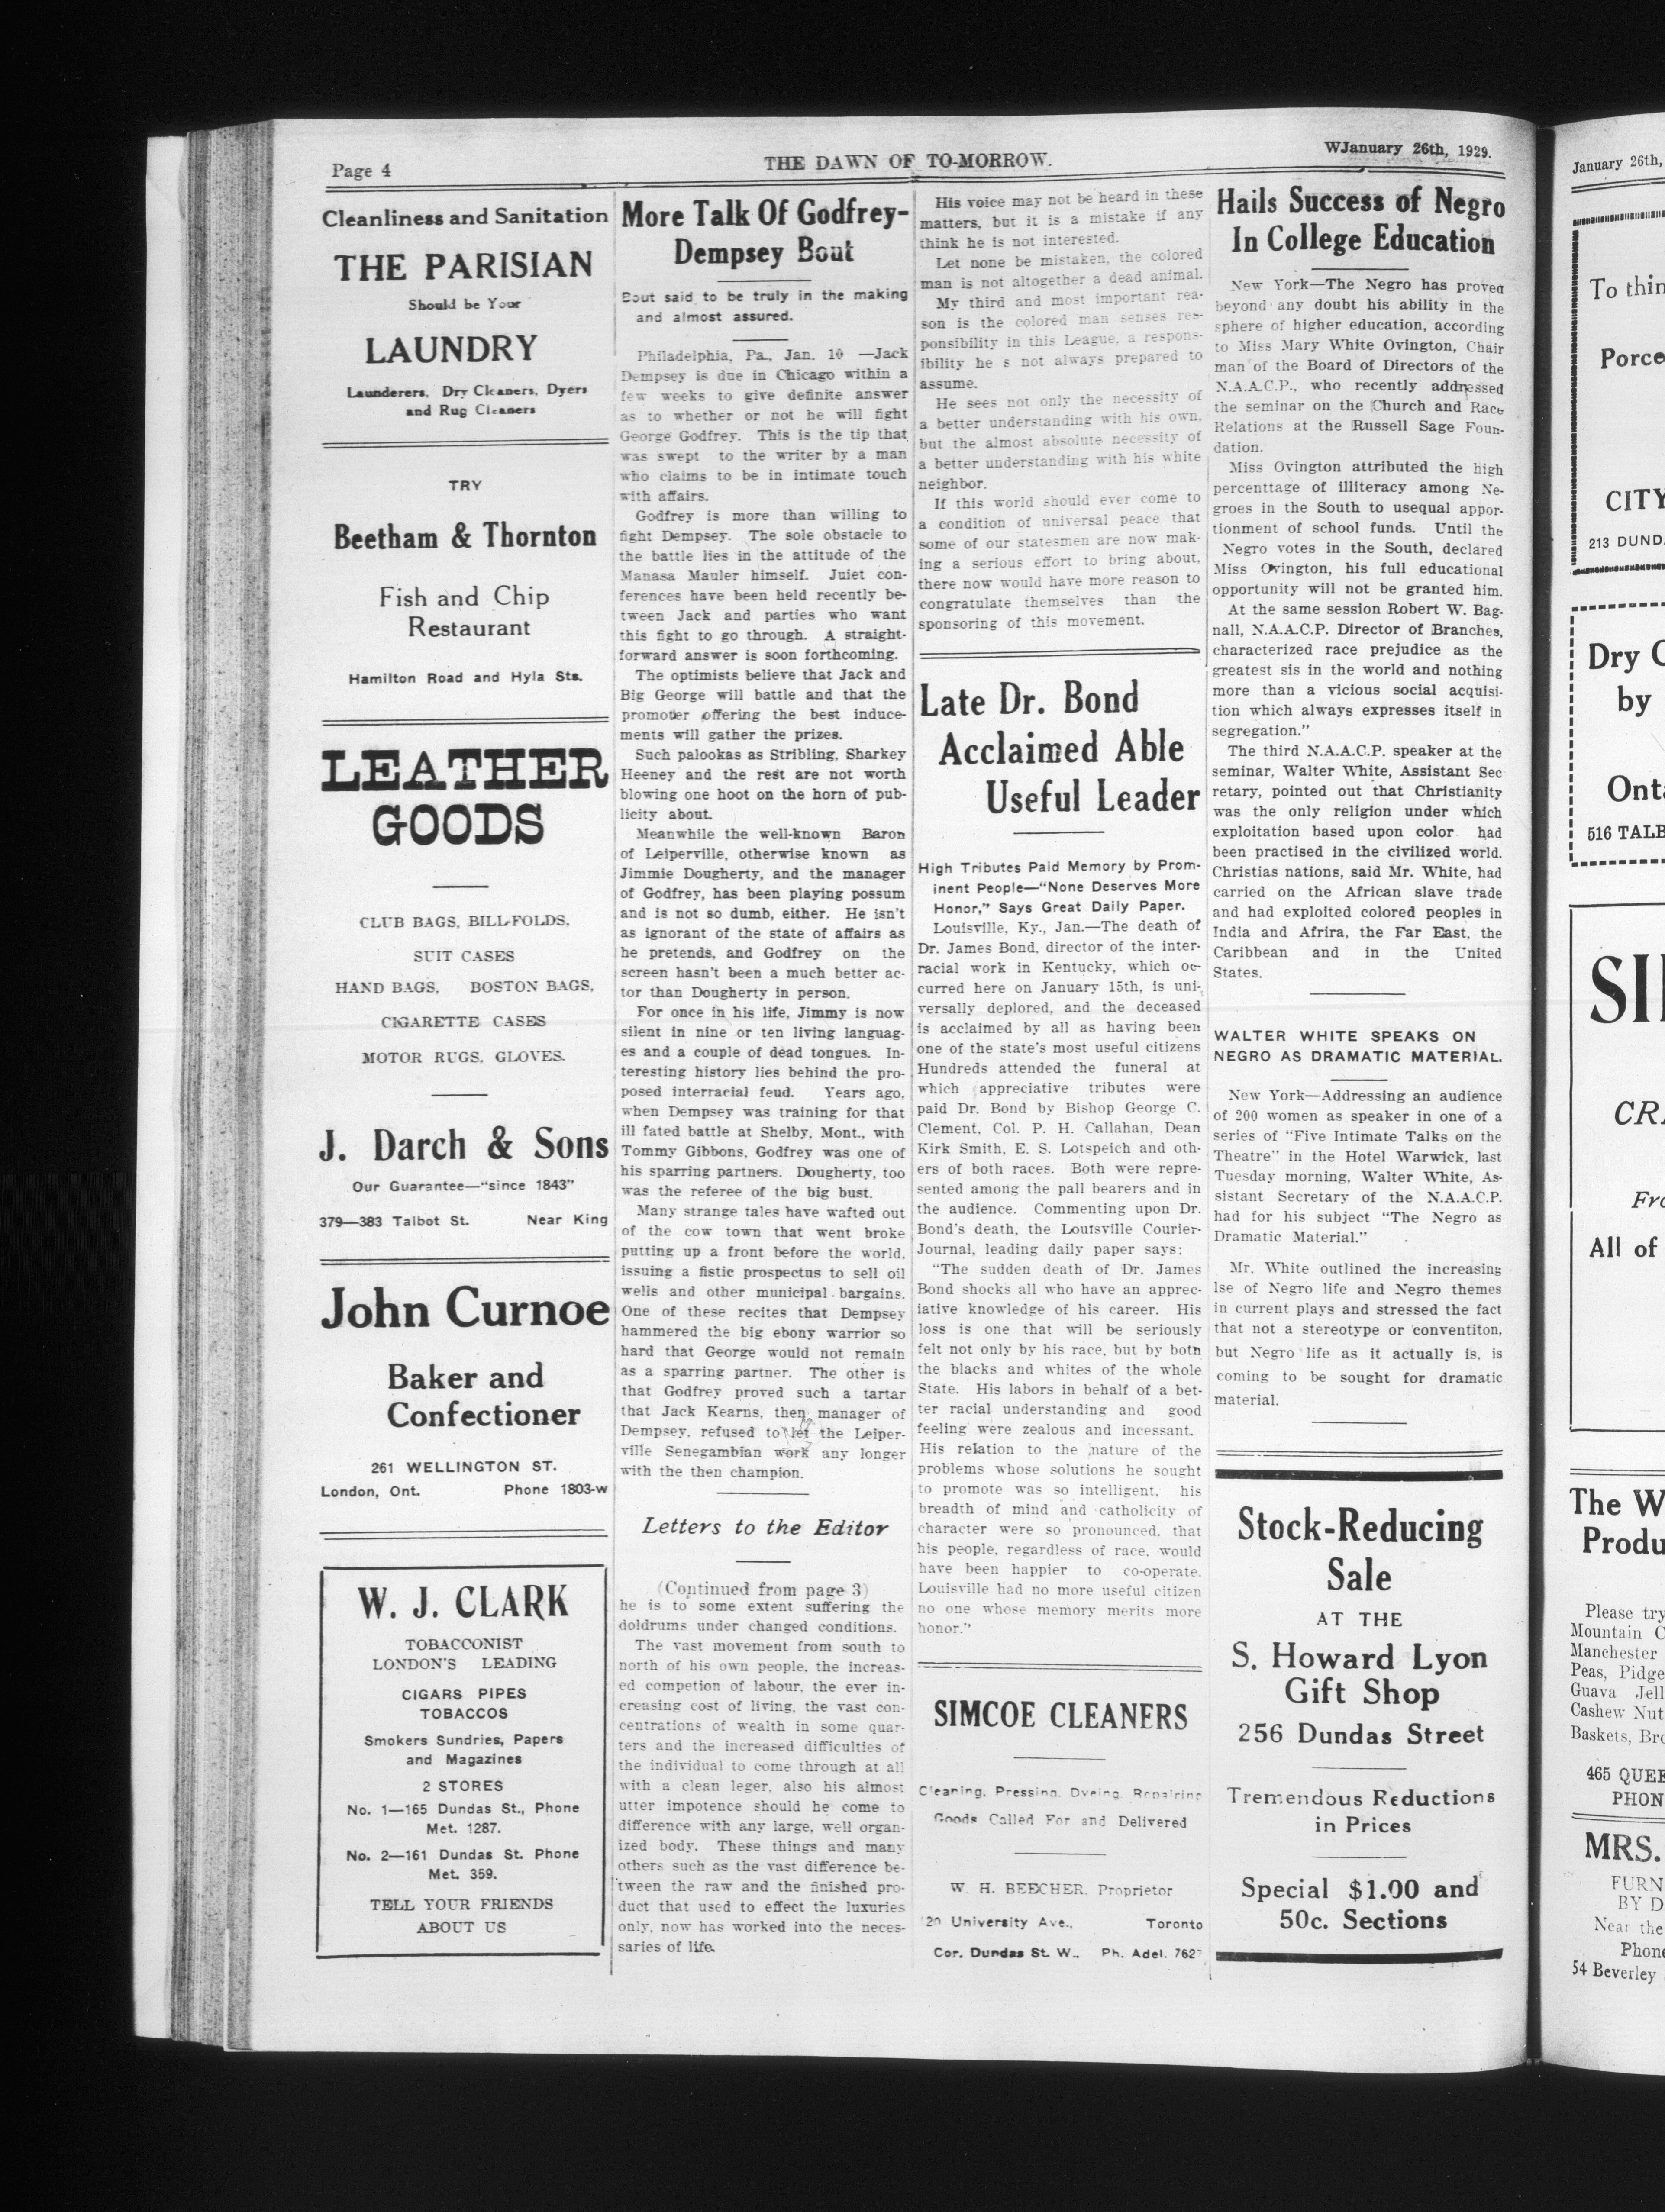 Page 4
THE DAWN OF TO-MORROW.
WJanuary 26th, 1929.
Cleanliness and Sanitation
THE PARISIAN
Should be Your
LAUNDRY
Launderers, Dry Cleaners, Dyers
and Rug Cleaners
TRY
Beetham & Thornton
Fish and Chip
Restaurant
Hamilton Road and Hyla Sts.
LEATHER
GOODS
CLUB BAGS, BILL-FOLDS,
SUIT CASES
HAND BAGS, BOSTON BAGS,
CIGARETTE CASES
MOTOR RUGS, GLOVES.
J. Darch & Sons
Our Guarantee—“since 1843”
379—383 Talbot St. Near King
John Curnoe
Baker and
Confectioner
261 WELLINGTON ST.
London, Ont. Phone 1803-w
W. J. CLARK
TOBACCONIST
LONDON'S LEADING
CIGARS PIPES
TOBACCOS
Smokers Sundries, Papers
and Magazines
2 STORES
No. 1—165 Dundas St., Phone
Met. 1287.
No. 2—161 Dundas St. Phone
Met. 359.
TELL YOUR FRIENDS
ABOUT US
More Talk Of Godfrey-
Dempsey Bout
Bout said to be truly in the making
and almost assured.
Philadelphia, Pa., Jan. 10 —Jack
Dempsey is due in Chicago within a
few weeks to give definite answer
as to whether or not he will fight
George Godfrey. This is the tip that
was swept to the writer by a man
who claims to be in intimate touch
with affairs.
Godfrey is more than willing to
fight Dempsey. The sole obstacle to
the battle lies in the attitude of the
Manasa Mauler himself. Juiet con-
ferences have been held recently be-
tween Jack and parties who want
this fight to go through. A straight-
forward answer is soon forthcoming.
The optimists believe that Jack and
Big George will battle and that the
promoter offering the best induce-
ments will gather the prizes.
Such palookas as Stribling, Sharkey
Heeney and the rest are not worth
blowing one hoot on the horn of pub-
licity about.
Meanwhile the well-known Baron
of Leiperville, otherwise known as
Jimmie Dougherty, and the manager
of Godfrey, has been playing possum
and is not so dumb, either. He isn't
as ignorant of the state of affairs as
he pretends, and Godfrey on the
screen hasn't been a much better ac-
tor than Dougherty in person.
For once in his life, Jimmy is now
silent in nine or ten living languag-
es and a couple of dead tongues. In-
teresting history lies behind the pro-
posed interracial feud. Years ago,
when Dempsey was training for that
ill fated battle at Shelby, Mont., with
Tommy Gibbons, Godfrey was one of
his sparring partners. Dougherty, too
was the referee of the big bust.
Many strange tales have wafted out
of the cow town that went broke
putting up a front before the world,
issuing a fistic prospectus to sell oil
wells and other municipal bargains.
One of these recites that Dempsey
hammered the big ebony warrior so
hard that George would not remain
as a sparring partner. The other is
that Godfrey proved such a tartar
that Jack Kearns, then manager of
Dempsey, refused to let the Leiper-
ville Senegambian work any longer
with the then champion.
Letters to the Editor
(Continued from page 3)
he is to some extent suffering the
doldrums under changed conditions.
The vast movement from south to
north of his own people, the increas-
ed competion of labour, the ever in-
creasing cost of living, the vast con-
centrations of wealth in some quar-
ters and the increased difficulties of
the individual to come through at all
with a clean leger, also his almost
utter impotence should he come to
difference with any large, well organ-
ized body. These things and many
others such as the vast difference be-
tween the raw and the finished pro-
duct that used to effect the luxuries
only, now has worked into the neces-
saries of life.
His voice may not be heard in these
matters, but it is a mistake if any
think he is not interested.
Let none be mistaken, the colored
man is not altogether a dead animal.
My third and most important rea-
son is the colored man senses res-
ponsibility in this League, a respons-
ibility he s not always prepared to
assume.
He sees not only the necessity of
a better understanding with his own,
but the almost absolute necessity of
a better understanding with his white
neighbor.
If this world should ever come to
a condition of universal peace that
some of our statesmen are now mak-
ing a serious effort to bring about,
there now would have more reason to
congratulate themselves than the
sponsoring of this movement.
Late Dr. Bond
Acclaimed Able
Useful Leader
High Tributes Paid Memory by Prom-
inent People—“None Deserves More
Honor,” Says Great Daily Paper.
Louisville, Ky., Jan.—The death of
Dr. James Bond, director of the inter-
racial work in Kentucky, which oc-
curred here on January 15th, is uni-
versally deplored, and the deceased
is acclaimed by all as having been
one of the state's most useful citizens
Hundreds attended the funeral at
which appreciative tributes were
paid Dr. Bond by Bishop George C.
Clement, Col. P. H. Callahan, Dean
Kirk Smith, E. S. Lotspeich and oth-
ers of both races. Both were repre-
sented among the pall bearers and in
the audience. Commenting upon Dr.
Bond's death, the Louisville Courier-
Journal, leading daily paper says:
“The sudden death of Dr. James
Bond shocks all who have an apprec-
iative knowledge of his career. His
loss is one that will be seriously
felt not only by his race, but by both
the blacks and whites of the whole
State. His labors in behalf of a bet-
ter racial understanding and good
feeling were zealous and incessant.
His relation to the nature of the
problems whose solutions he sought
to promote was so intelligent, his
breadth of mind and catholicity of
character were so pronounced, that
his people, regardless of race, would
have been happier to co-operate.
Louisville had no more useful citizen
no one whose memory merits more
honor.”
SIMCOE CLEANERS
Cleaning, Pressing, Dyeing, Repairing
Goods Called For and Delivered
W. H. BEECHER, Proprietor
University Ave., Toronto
Cor. Dundas St. W., Ph. Adel. 7627
Hails Success of Negro
In College Education
New York—The Negro has proved
beyond any doubt his ability in the
sphere of higher education, according
to Miss Mary White Ovington, Chair
man of the Board of Directors of the
N.A.A.C.P., who recently addressed
the seminar on the Church and Race
Relations at the Russell Sage Foun-
dation.
Miss Ovington attributed the high
percenttage of illiteracy among Ne-
groes in the South to usequal appor-
tionment of school funds. Until the
Negro votes in the South, declared
Miss Ovington, his full educational
opportunity will not be granted him.
At the same session Robert W. Bag-
nall, N.A.A.C.P. Director of Branches,
characterized race prejudice as the
greatest sis in the world and nothing
more than a vicious social acquisi-
tion which always expresses itself in
segregation.”
The third N.A.A.C.P. speaker at the
seminar, Walter White, Assistant Sec
retary, pointed out that Christianity
was the only religion under which
exploitation based upon color had
been practised in the civilized world.
Christias nations, said Mr. White, had
carried on the African slave trade
and had exploited colored peoples in
India and Afrira, the Far East, the
Caribbean and in the United
States.
WALTER WHITE SPEAKS ON
NEGRO AS DRAMATIC MATERIAL.
New York—Addressing an audience
of 200 women as speaker in one of a
series of “Five Intimate Talks on the
Theatre” in the Hotel Warwick, last
Tuesday morning, Walter White, As-
sistant Secretary of the N.A.A.C.P.
had for his subject “The Negro as
Dramatic Material.”
Mr. White outlined the increasing
lse of Negro life and Negro themes
in current plays and stressed the fact
that not a stereotype or conventiton,
but Negro life as it actually is, is
coming to be sought for dramatic
material.
Stock-Reducing
Sale
AT THE
S. Howard Lyon
Gift Shop
256 Dundas Street
Tremendous Reductions
in Prices
Special $1.00 and
50c. Sections
January 26th,
To thin
Porce
CITY
213 DUND
Dry C
by
Onta
516 TALB
SI
CR
Fro
All of
The W
Produ
Please try
Mountain C
Manchester
Peas, Pidge
Guava Jell
Cashew Nut
Baskets, Bro
465 QUEE
PHON
MRS.
FURN
BY D
Near the
Phone
54 Beverley